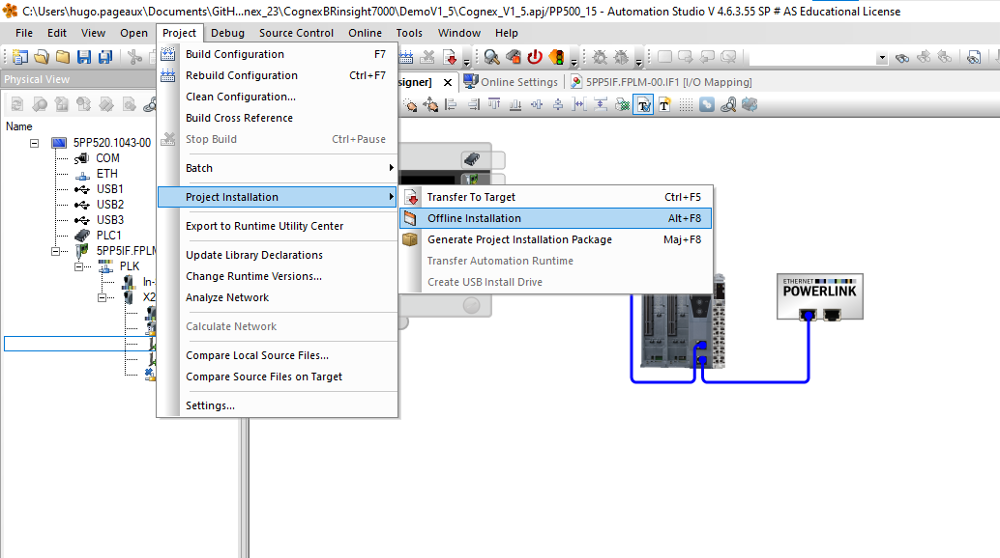 C:\Users\hugo.pageaux\Documents\GitH...nex_23\CognexBRinsight7000\DemoV1_5\Cognex_V1_5.apj/PP500_15 - Automation Studio V 4.6.3.55 SP # AS Educational License
File Edit View Open Project Debug Source Control Online Tools Window Help
Physical View
signer] Online Settings 5PP5IF.FPLM-00.IF1 [I/O Mapping]
Name
5PP520.1043-00
COM
ETH
USB1
USB2
USB3
PLC1
5PP5IF.FPLM
PLK
In-
X2
Build Configuration F7
Rebuild Configuration Ctrl+F7
Clean Configuration...
Build Cross Reference
Stop Build Ctrl+Pause
Batch
Project Installation
Export to Runtime Utility Center
Update Library Declarations
Change Runtime Versions...
Analyze Network
Calculate Network
Compare Local Source Files...
Compare Source Files on Target
Settings...
Transfer To Target Ctrl+F5
Offline Installation Alt+F8
Generate Project Installation Package Maj+F8
Transfer Automation Runtime
Create USB Install Drive
ETHERNET
POWERLINK